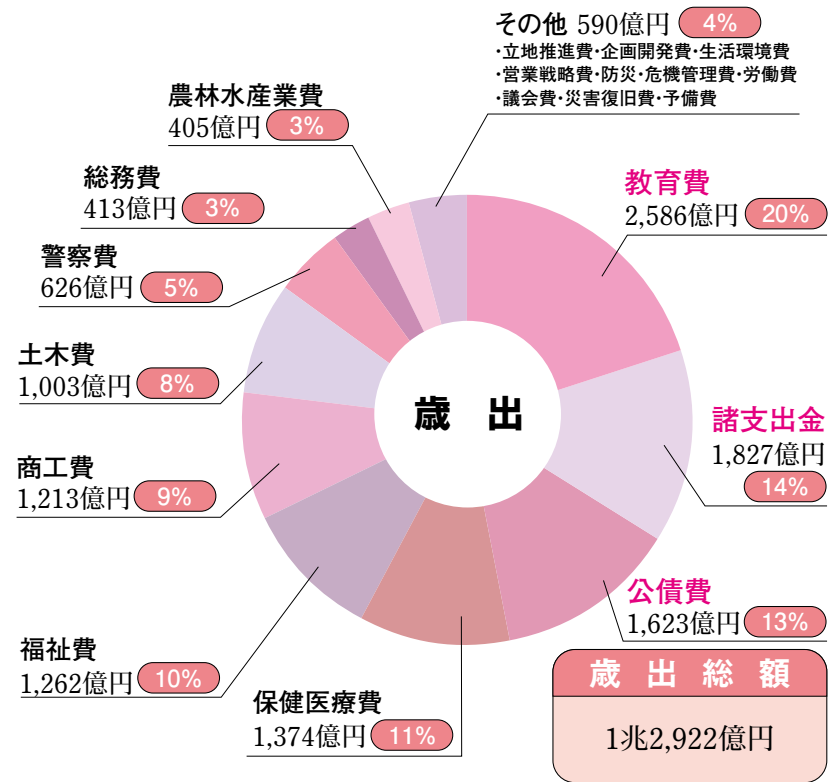 その他 590億円 4%
・立地推進費・企画開発費・生活環境費
・営業戦略費・防災・危機管理費・労働費
・議会費・災害復旧費・予備費
農林水産業費
405億円 3%
総務費
413億円 3%
警察費
626億円 5%
土木費
1,003億円 8%
商工費
1,213億円 9%
福祉費
1,262億円 10%
保健医療費
1,374億円 11%
教育費
2,586億円 20%
諸支出金
1,827億円
14%
公債費
1,623億円 13%
歳 出
歳 出 総 額
1兆2,922億円